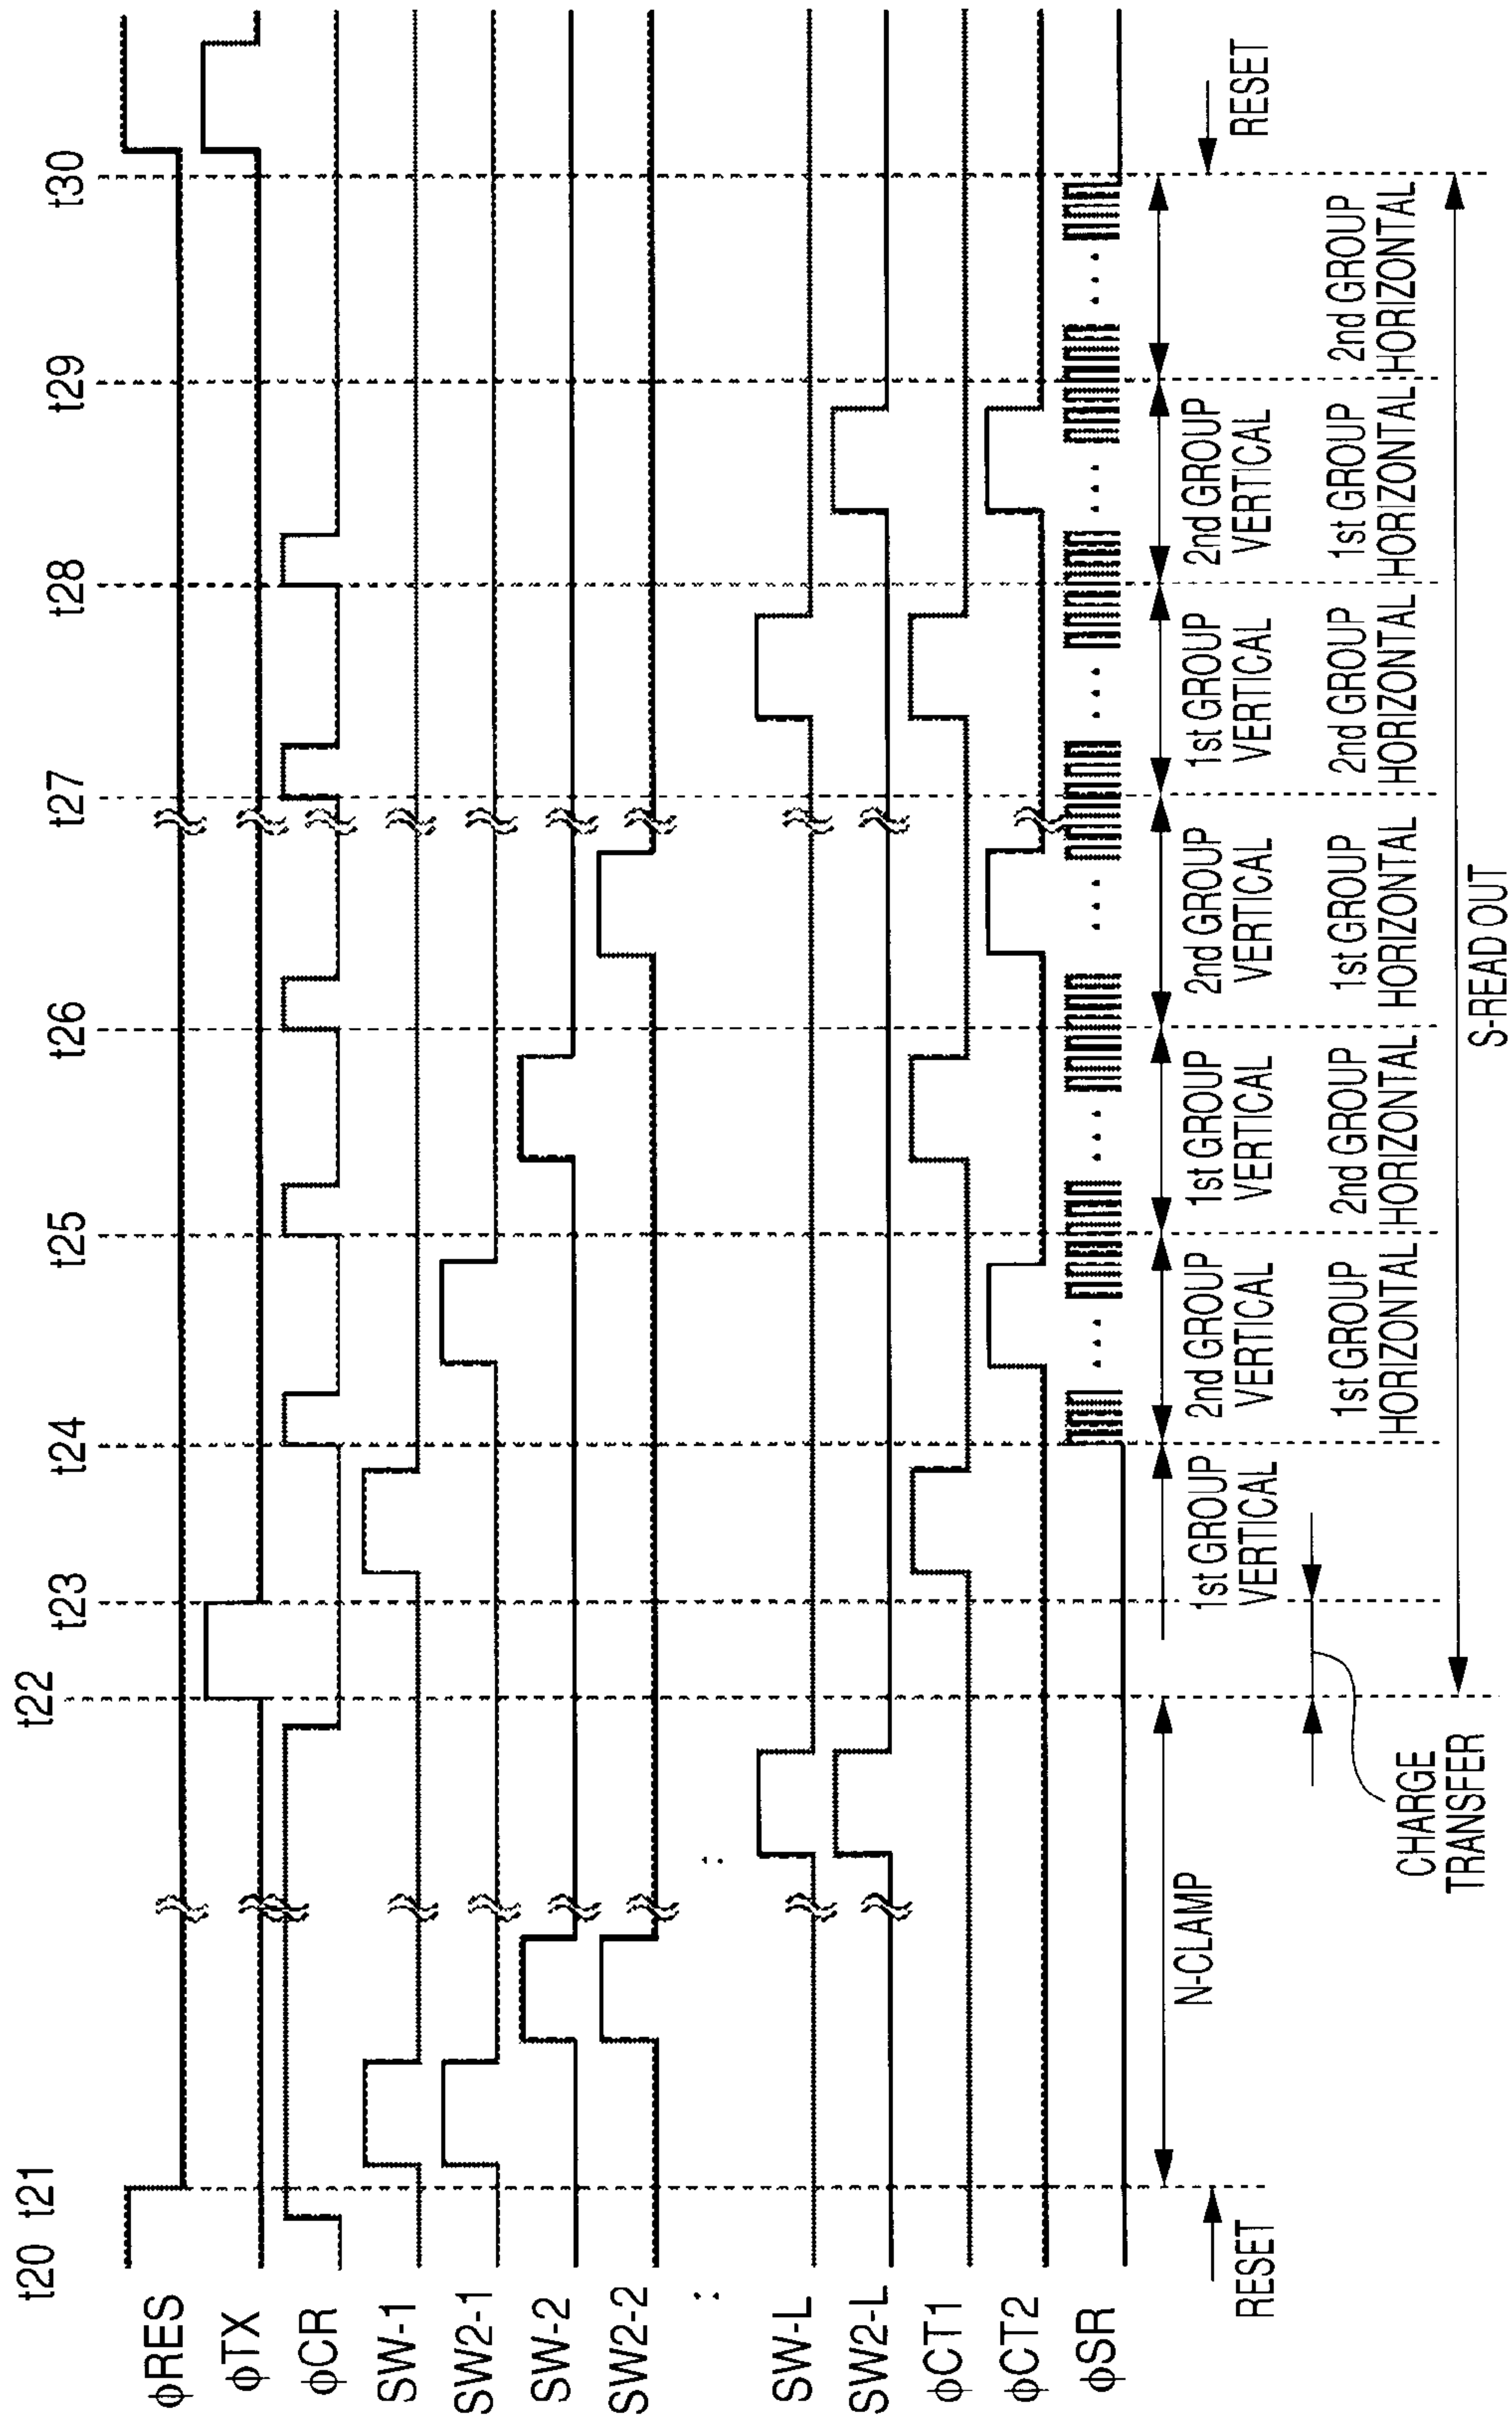 t20
t21
t22
t23
t24
t25
t26
t27
t28
t29
t30
ϕRES
ϕTX
ϕCR
SW-1
SW2-1
SW-2
SW2-2
:
:
SW-L
SW2-L
ϕCT1
ϕCT2
ϕSR
RESET
N-CLAMP
1st GROUP
VERTICAL
2nd GROUP
VERTICAL
1st GROUP
VERTICAL
2nd GROUP
VERTICAL
1st GROUP
VERTICAL
2nd GROUP
VERTICAL
RESET
1st GROUP
HORIZONTAL
2nd GROUP
HORIZONTAL
1st GROUP
HORIZONTAL
2nd GROUP
HORIZONTAL
1st GROUP
HORIZONTAL
2nd GROUP
HORIZONTAL
CHARGE
TRANSFER
S-READ OUT